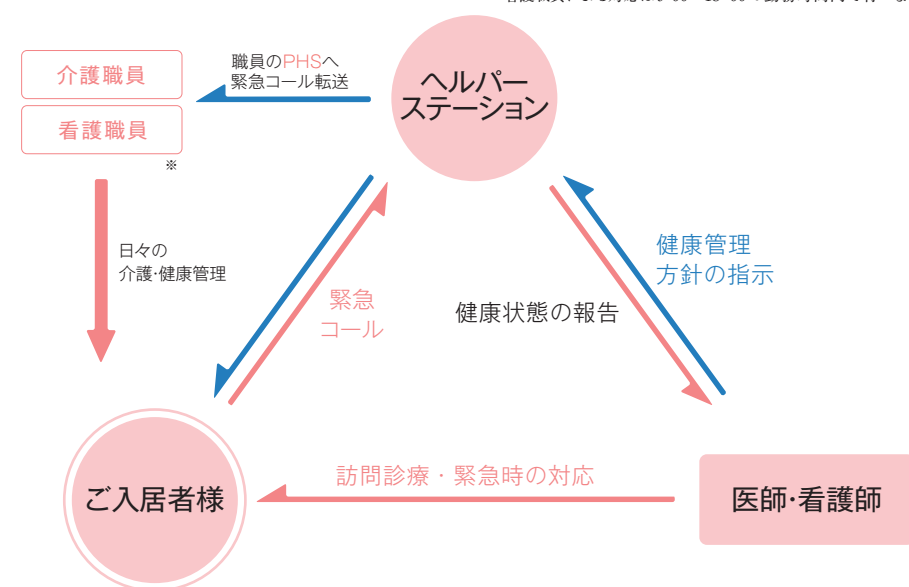 職員のPHSへ
緊急コール転送
介護職員
看護職員
※
ヘルパー
ステーション
日々の
介護・健康管理
緊急
コール
健康状態の報告
健康管理
方針の指示
訪問診療・緊急時の対応
ご入居者様
医師・看護師